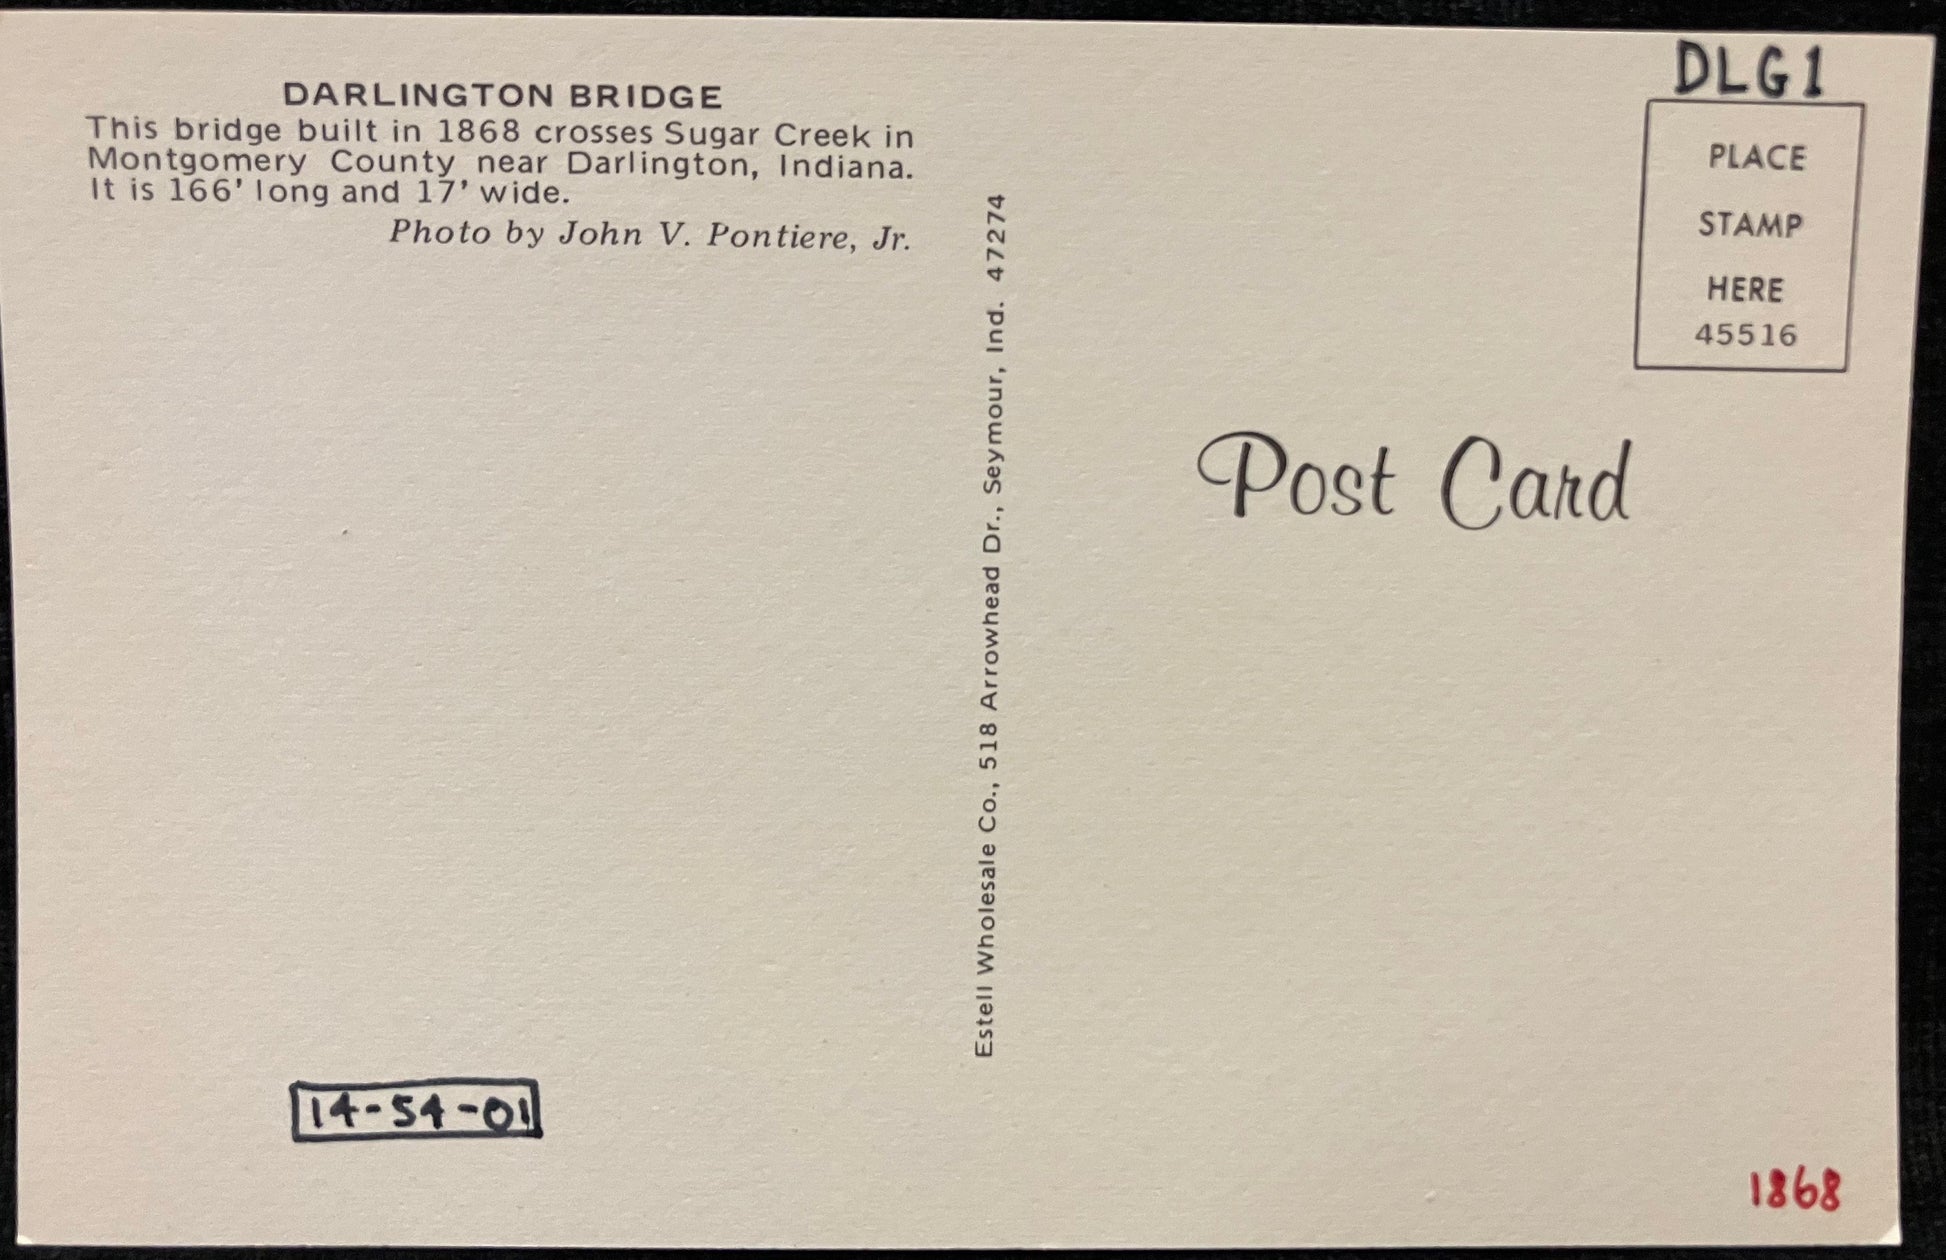 DARLINGTON BRIDGE
This bridge built in 1868 crosses Sugar Creek in
Montgomery County near Darlington, Indiana.
It is 166' long and 17' wide.
Photo by John V. Pontiere, Jr.
Estell Wholesale Co., 518 Arrowhead Dr., Seymour, Ind. 47274
DLG1
PLACE
STAMP
HERE
45516
Post Card
14-54-01
1868